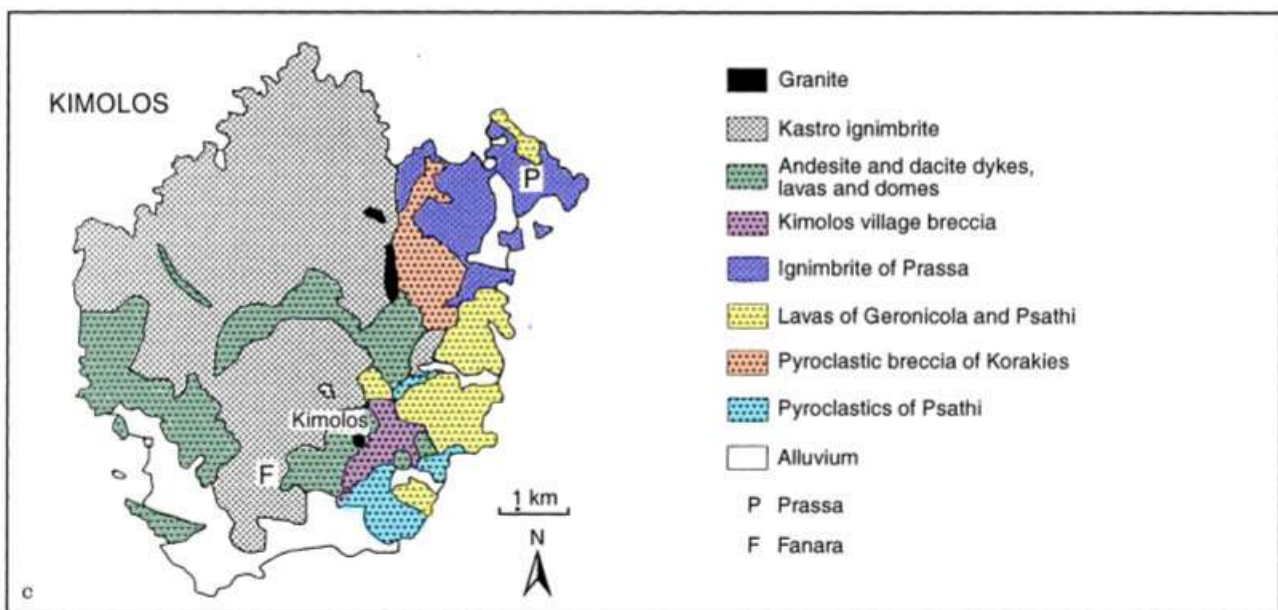 KIMOLOS
P
Kimolos
F
1 km
N
c
Granite
Kastro ignimbrite
Andesite and dacite dykes,
lavas and domes
Kimolos village breccia
Ignimbrite of Prassa
Lavas of Geronicola and Psathi
Pyroclastic breccia of Korakies
Pyroclastics of Psathi
Alluvium
P Prassa
F Fanara